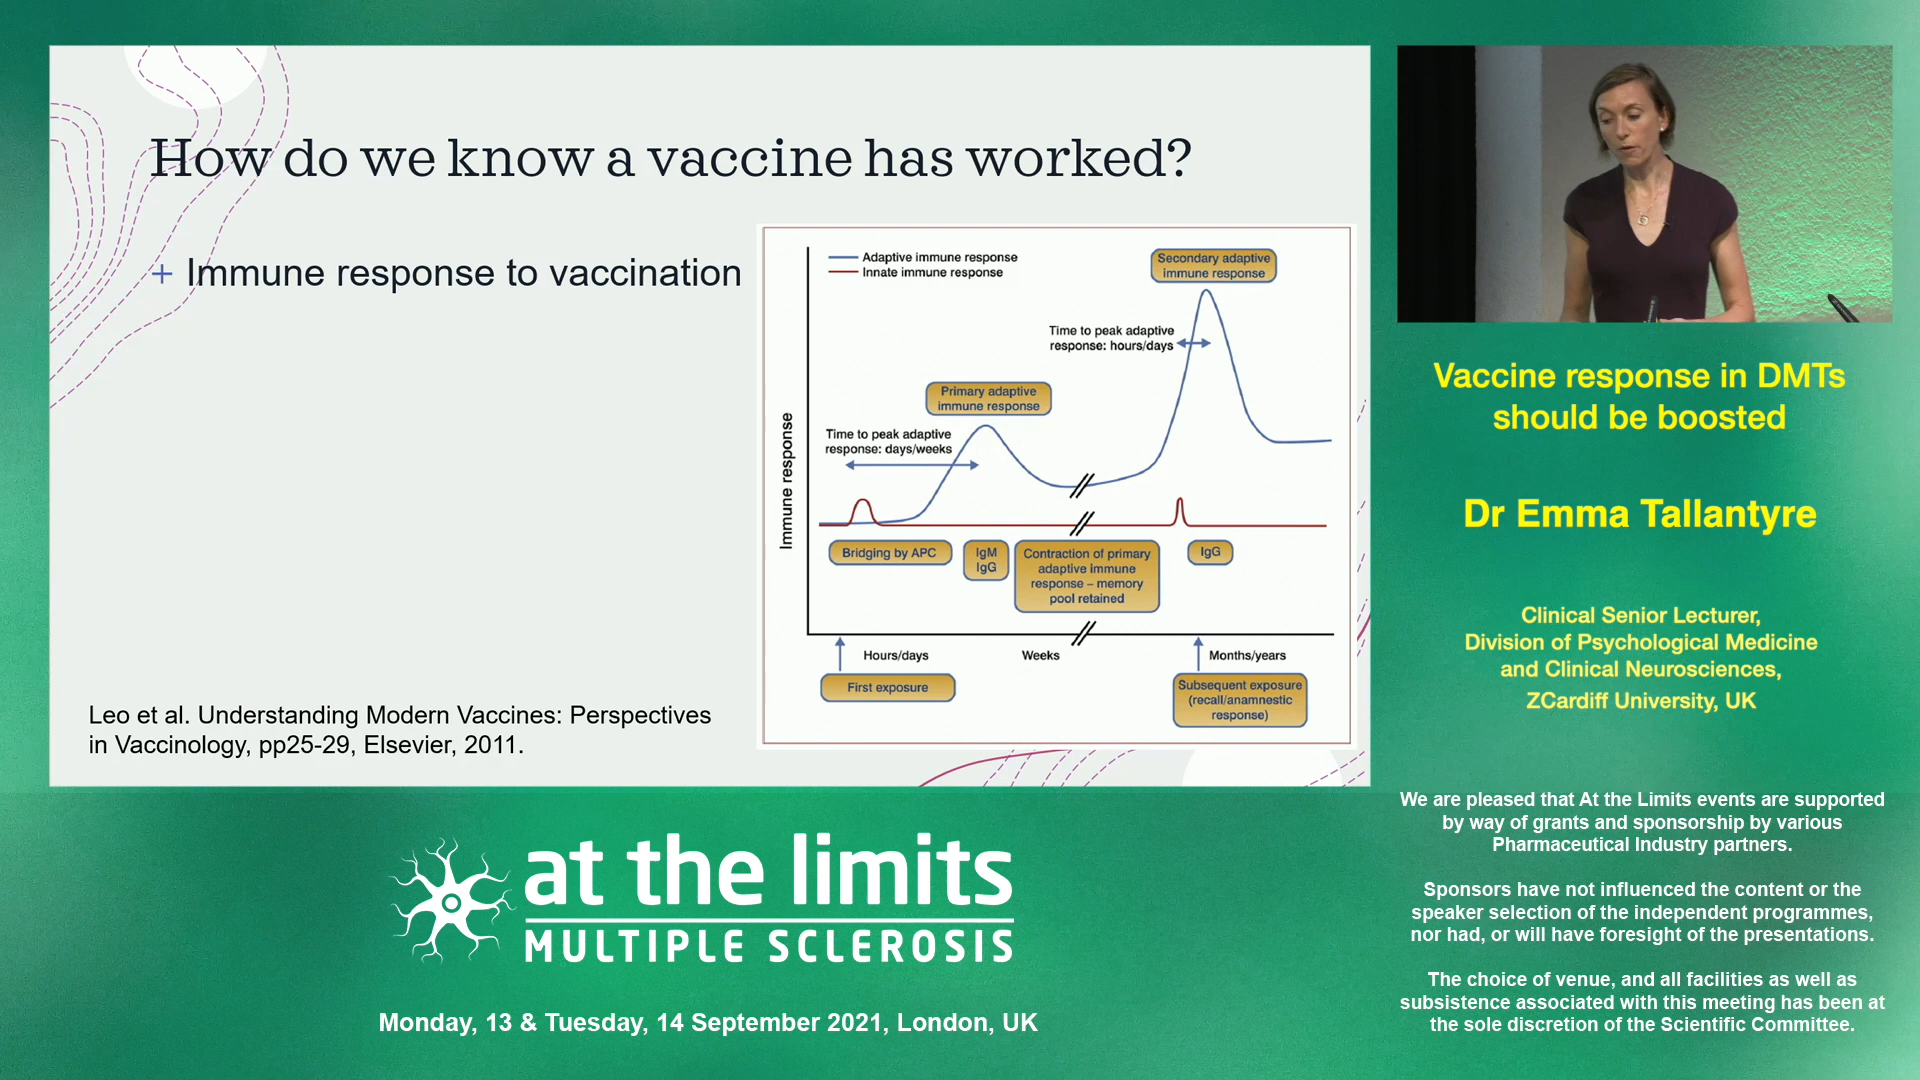 How do we know a vaccine has worked?
+ Immune response to vaccination
Adaptive immune response
Innate immune response
Secondary adaptive
immune response
Time to peak adaptive
response: hours/days
Primary adaptive
immune response
Time to peak adaptive
response: days/weeks
Immune response
Bridging by APC
IgM
IgG
Contraction of primary
adaptive immune
response – memory
pool retained
IgG
Hours/days
Weeks
Months/years
First exposure
Subsequent exposure
(recall/anamnestic
response)
Leo et al. Understanding Modern Vaccines: Perspectives
in Vaccinology, pp25-29, Elsevier, 2011.
Vaccine response in DMTs
should be boosted
Dr Emma Tallantyre
Clinical Senior Lecturer,
Division of Psychological Medicine
and Clinical Neurosciences,
ZCardiff University, UK
We are pleased that At the Limits events are supported
by way of grants and sponsorship by various
Pharmaceutical Industry partners.
Sponsors have not influenced the content or the
speaker selection of the independent programmes,
nor had, or will have foresight of the presentations.
The choice of venue, and all facilities as well as
subsistence associated with this meeting has been at
the sole discretion of the Scientific Committee.
at the limits
MULTIPLE SCLEROSIS
Monday, 13 & Tuesday, 14 September 2021, London, UK